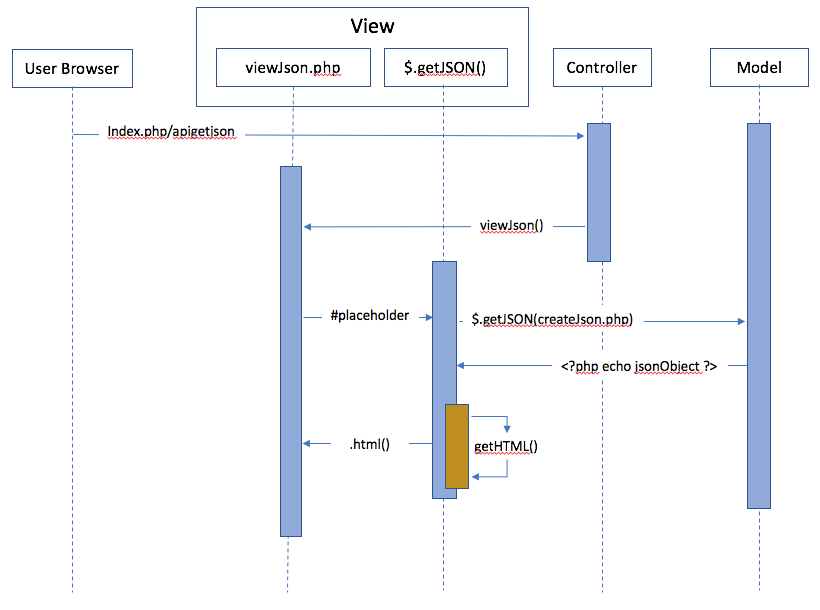 View
User Browser
viewJson.php
$.getJSON()
Controller
Model
Index.php/apigetjson
viewJson()
#placeholder
$.getJSON(createJson.php)
<?php echo jsonObject ?>
.html()
getHTML()